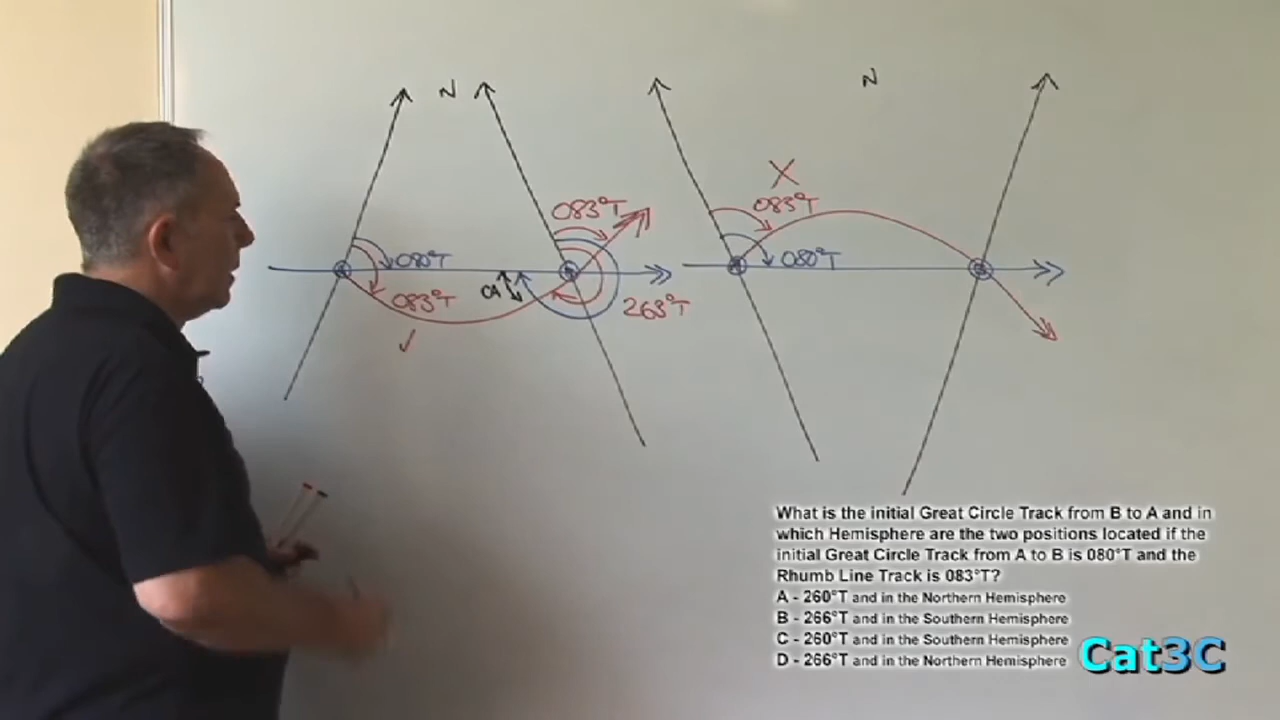 N
N
X
083°T
083°T
080°T
080°T
CA
083°T
263°T
What is the initial Great Circle Track from B to A and in
which Hemisphere are the two positions located if the
initial Great Circle Track from A to B is 080°T and the
Rhumb Line Track is 083°T?
A - 260°T and in the Northern Hemisphere
B - 266°T and in the Southern Hemisphere
C - 260°T and in the Southern Hemisphere
D - 266°T and in the Northern Hemisphere
Cat3C